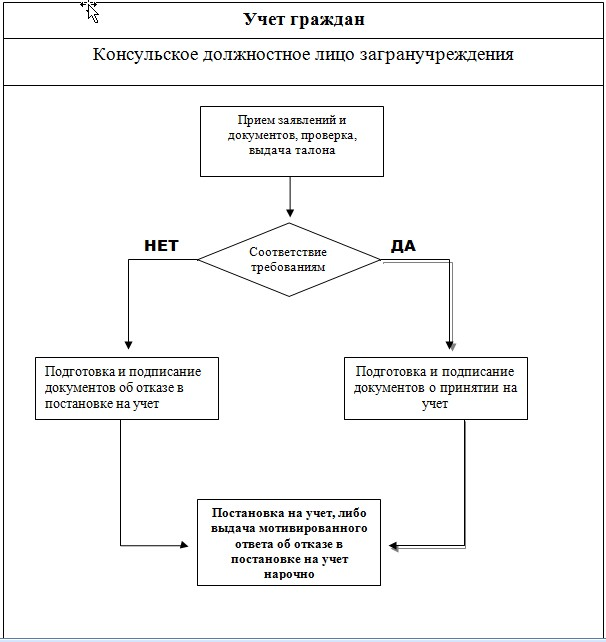 Учет граждан
Консульское должностное лицо загранучреждения
Прием заявлений и
документов, проверка,
выдача талона
НЕТ
ДА
Соответствие
требованиям
Подготовка и подписание
документов об отказе в
постановке на учет
Подготовка и подписание
документов о принятии на
учет
Постановка на учет, либо
выдача мотивированного
ответа об отказе в
постановке на учет
нарочно